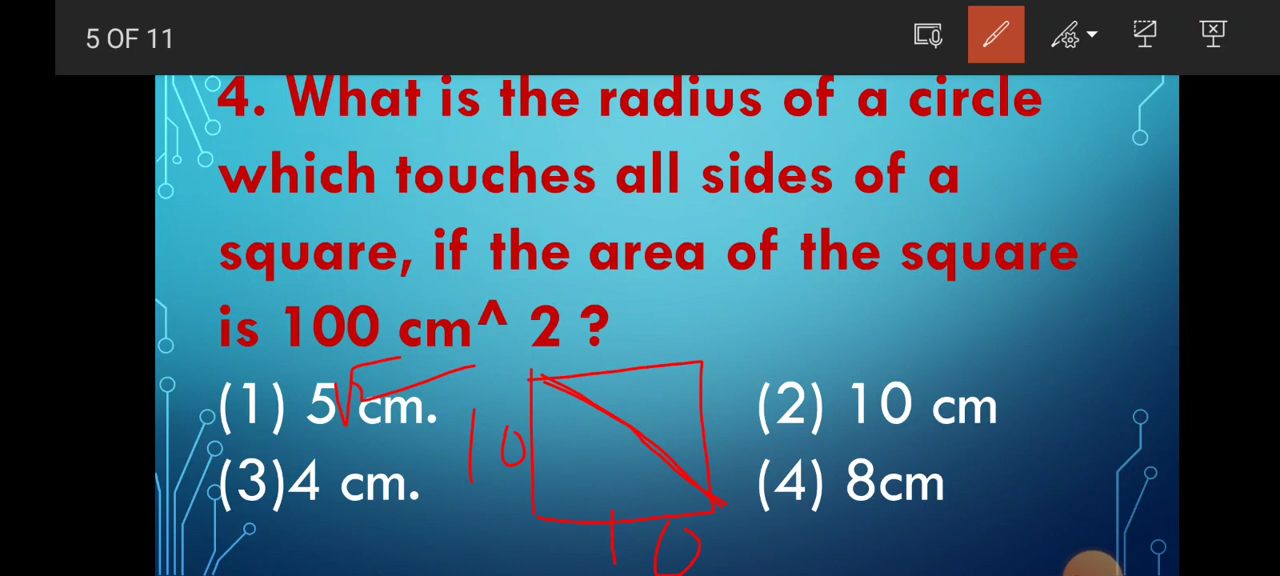 5 OF 11
4. What is the radius of a circle
which touches all sides of a
square, if the area of the square
is 100 cm^ 2 ?
(1) 5 cm. (2) 10 cm
(3)4 cm. (4) 8cm
10
10